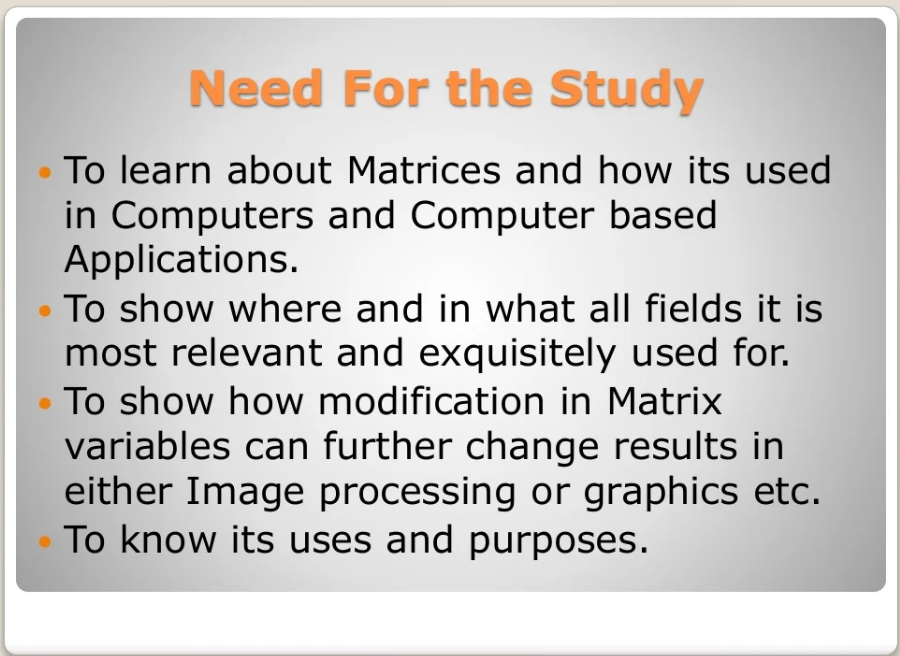 Need For the Study
• To learn about Matrices and how its used
in Computers and Computer based
Applications.
• To show where and in what all fields it is
most relevant and exquisitely used for.
• To show how modification in Matrix
variables can further change results in
either Image processing or graphics etc.
• To know its uses and purposes.